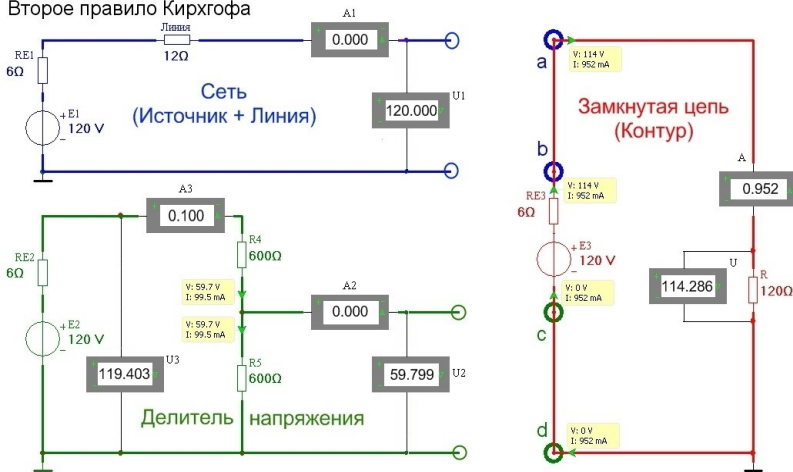 Второе правило Кирхгофа
Линия
12Ω
A1
0.000
RE1
6Ω
E1
120 V
Сеть
(Источник + Линия)
U1
120.000
A3
0.100
R4
600Ω
RE2
6Ω
V: 59.7 V
I: 99.5 mA
V: 59.7 V
I: 99.5 mA
A2
0.000
E2
120 V
119.403
U3
R5
600Ω
59.799
U2
Делитель напряжения
a
V: 114 V
I: 952 mA
Замкнутая цепь
(Контур)
b
V: 114 V
I: 952 mA
A
0.952
RE3
6Ω
E3
120 V
U
114.286
R
120Ω
V: 0 V
I: 952 mA
c
V: 0 V
I: 952 mA
d